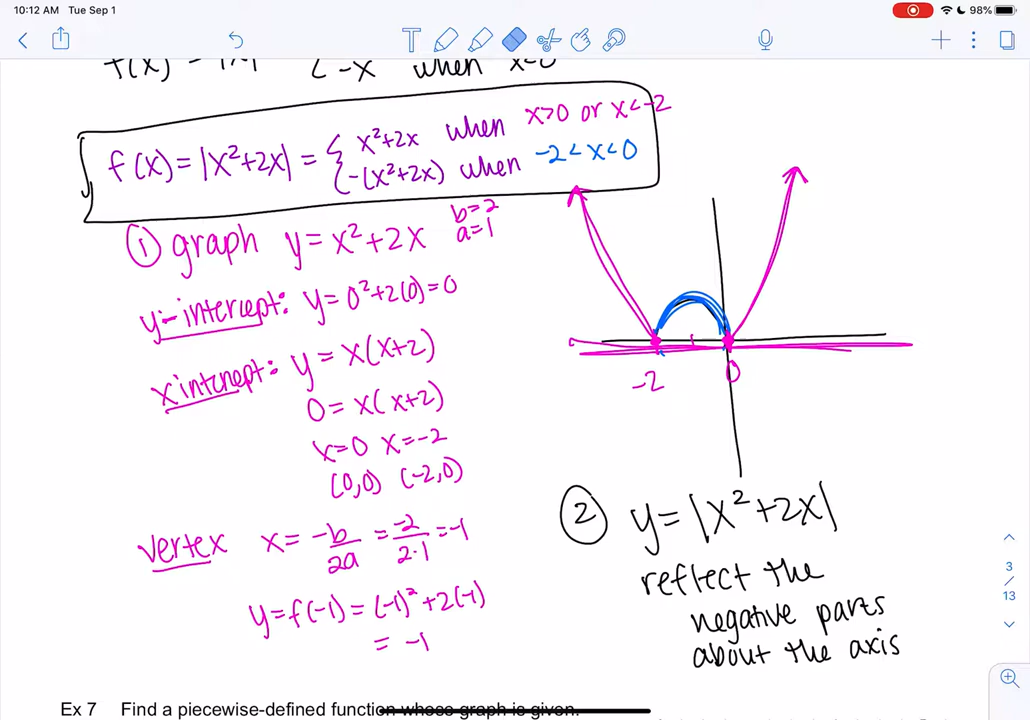 10:12 AM Tue Sep 1
98%
f(x) = |x| { -x when x<0
f(x) = |x²+2x| = { x²+2x when x>0 or x<-2
-(x²+2x) when -2<x<0
① graph y = x²+2x b=2
a=1
y-intercept: y = 0²+2(0) = 0
x intercept: y = x(x+2)
0 = x(x+2)
x=0 x=-2
(0,0) (-2,0)
vertex x = -b/2a = -2/2·1 = -1
y = f(-1) = (-1)² + 2(-1)
= -1
-2 0
② y = |x²+2x|
reflect the
negative parts
about the axis
3
/
13
Ex 7 Find a piecewise-defined function whose graph is given.